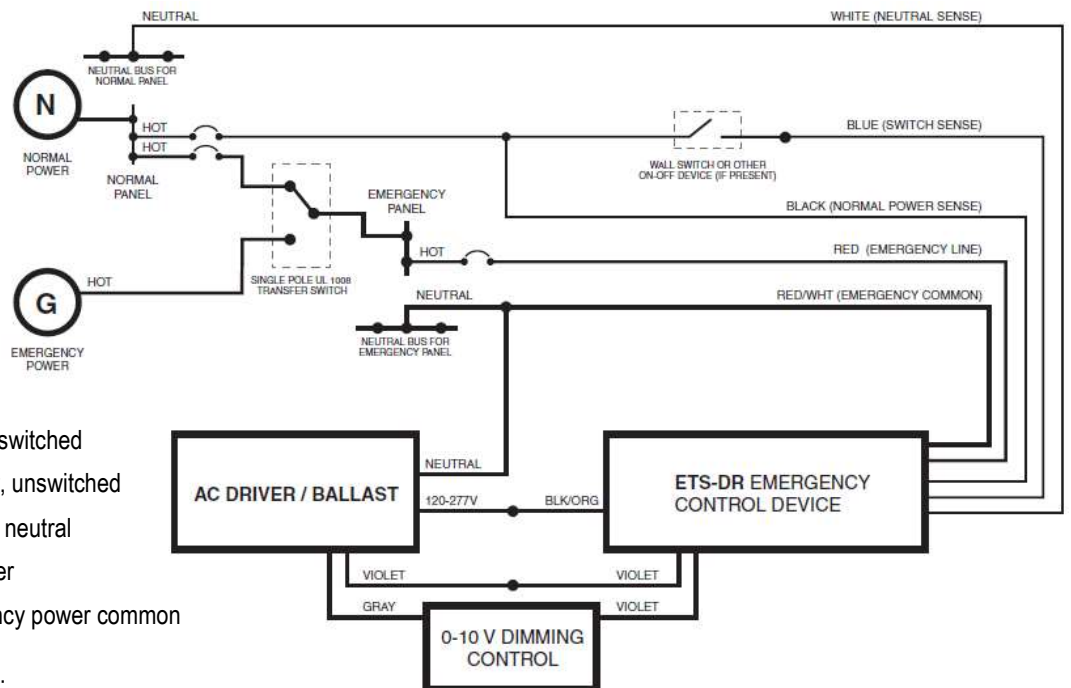 NEUTRAL
WHITE (NEUTRAL SENSE)
NEUTRAL BUS FOR
NORMAL PANEL
N
NORMAL
POWER
HOT
HOT
NORMAL
PANEL
BLUE (SWITCH SENSE)
WALL SWITCH OR OTHER
ON-OFF DEVICE (IF PRESENT)
EMERGENCY
PANEL
BLACK (NORMAL POWER SENSE)
HOT
RED (EMERGENCY LINE)
SINGLE POLE UL 1008
TRANSFER SWITCH
HOT
G
EMERGENCY
POWER
NEUTRAL
RED/WHT (EMERGENCY COMMON)
NEUTRAL BUS FOR
EMERGENCY PANEL
switched
, unswitched
neutral
er
ncy power common
.
AC DRIVER / BALLAST
NEUTRAL
120-277V
BLK/ORG
ETS-DR EMERGENCY
CONTROL DEVICE
VIOLET
VIOLET
GRAY
VIOLET
0-10 V DIMMING
CONTROL